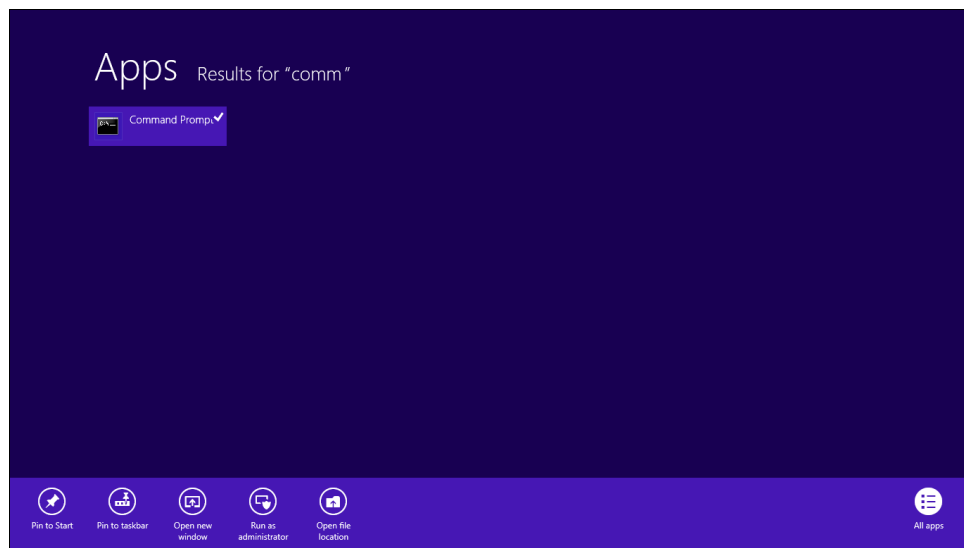 Apps Results for “comm”
Command Prompt
Pin to Start
Pin to taskbar
Open new
window
Run as
administrator
Open file
location
All apps